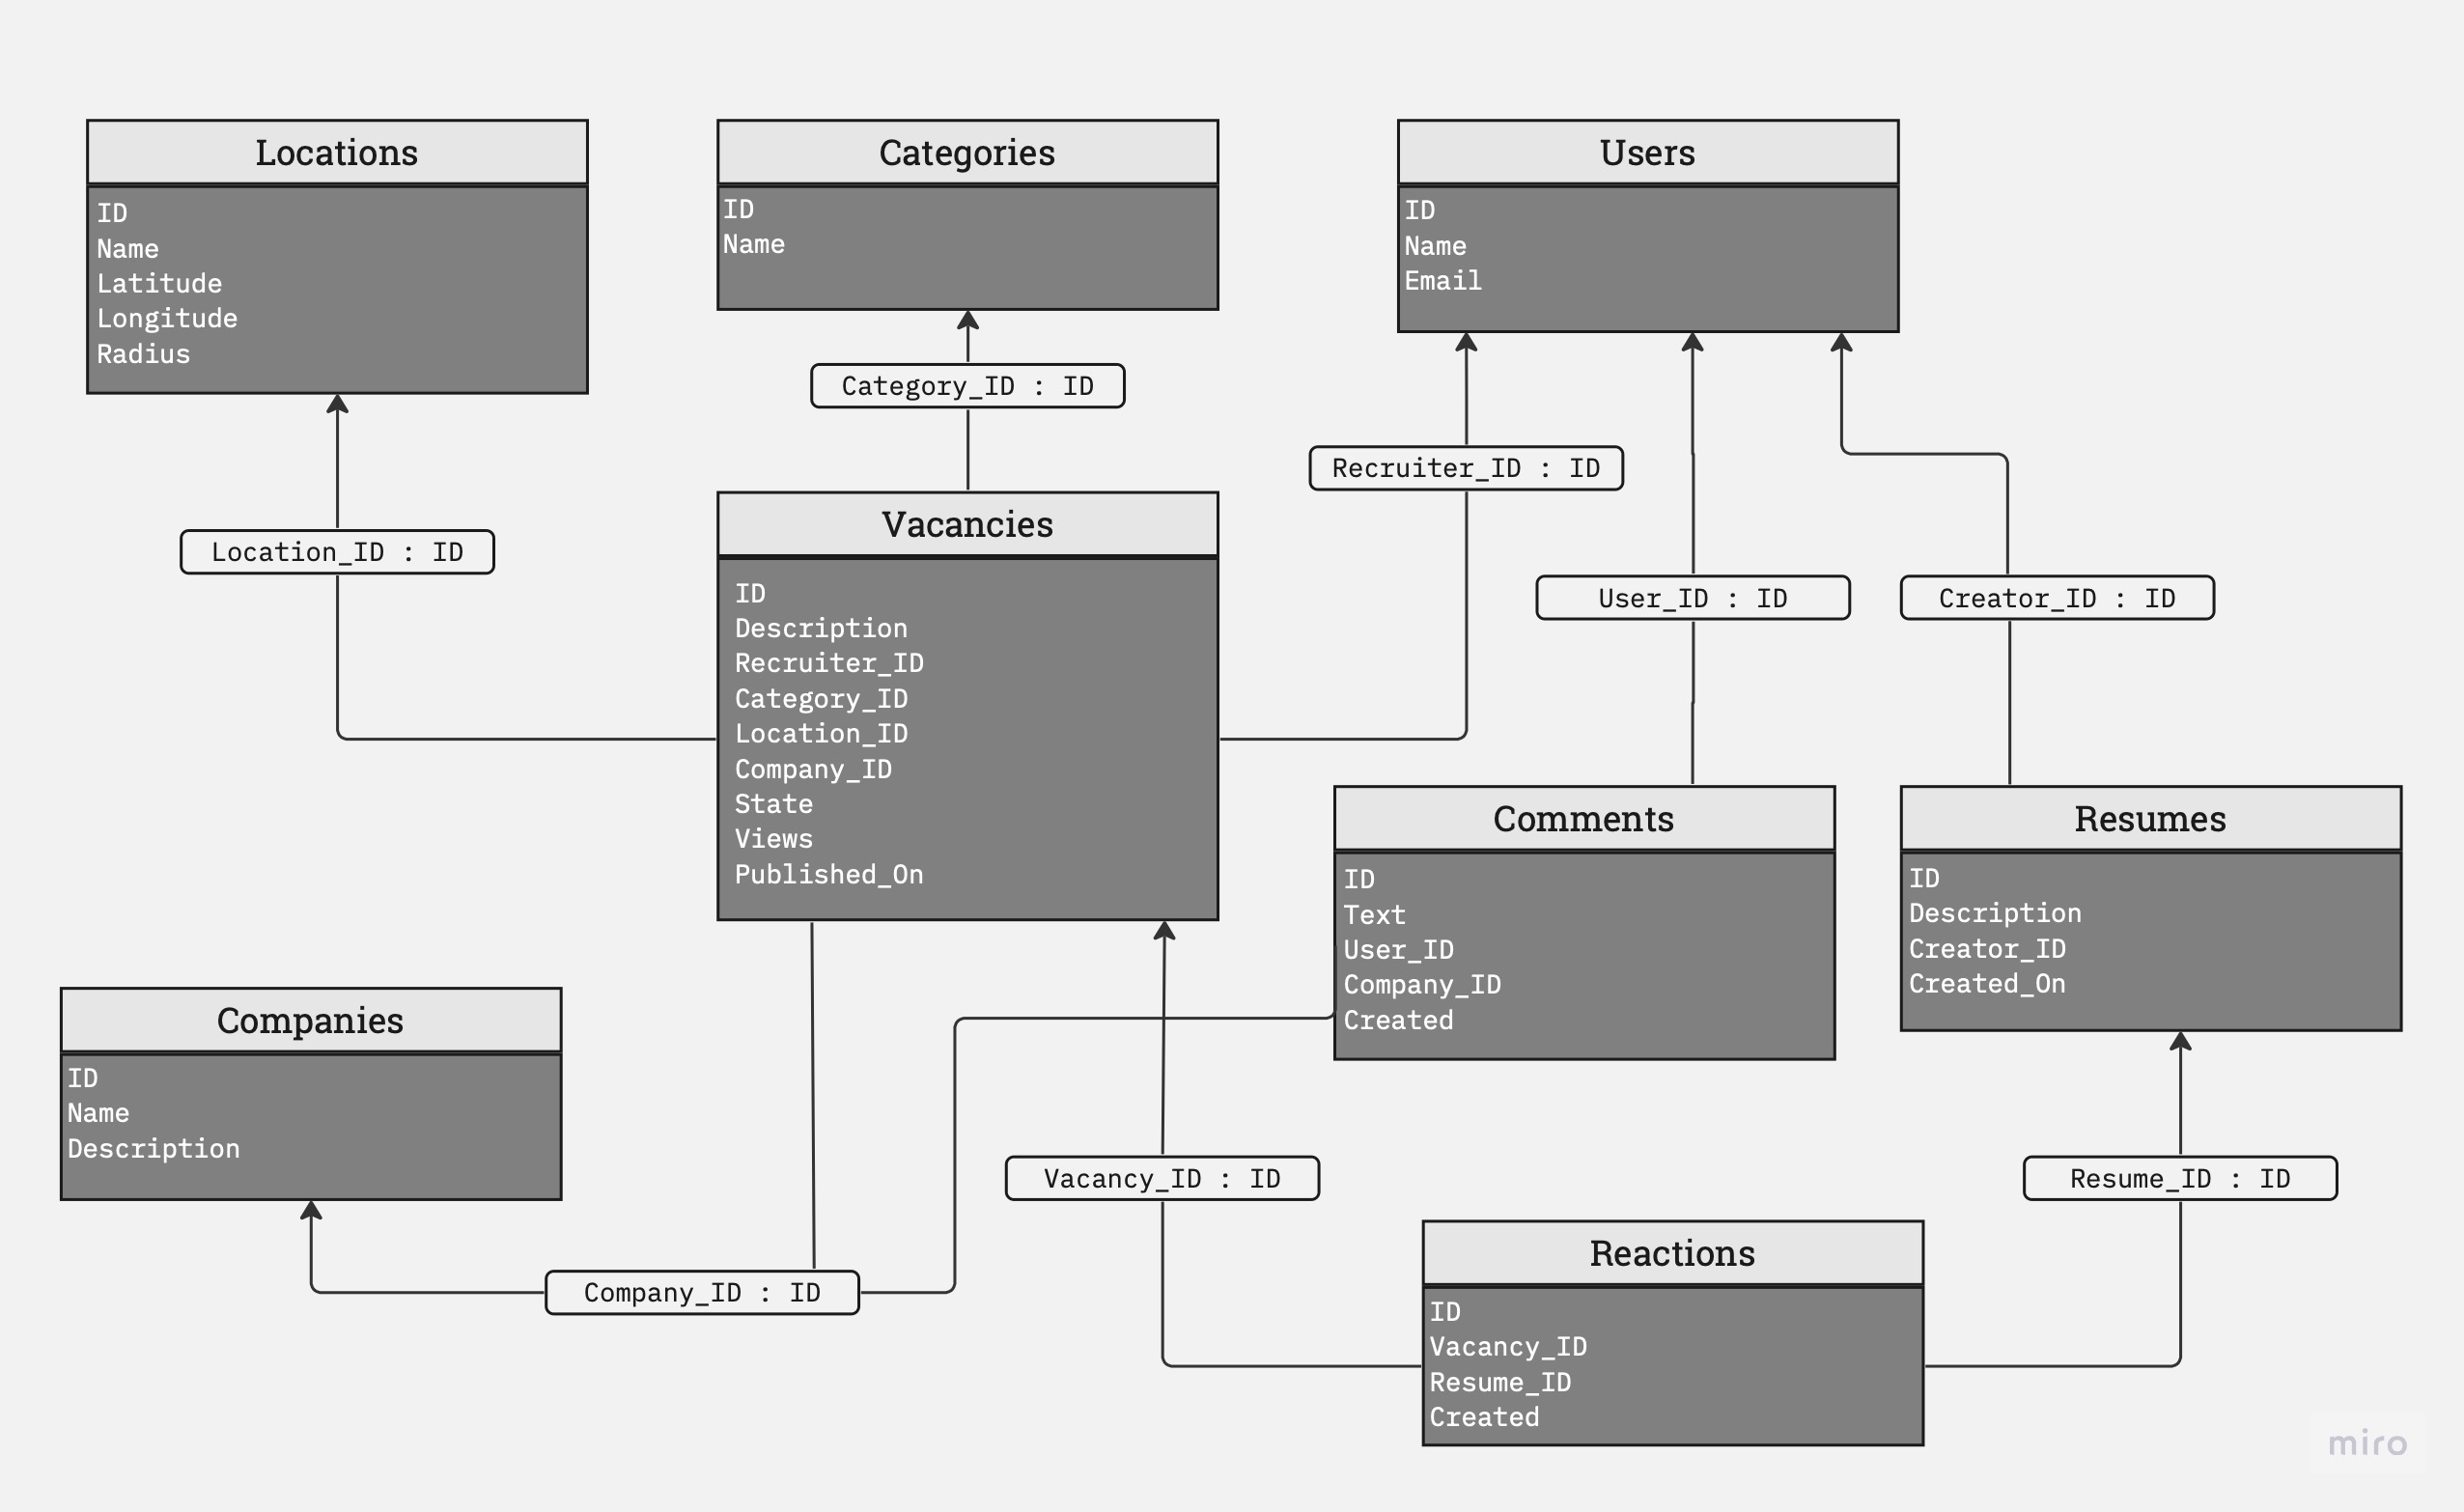 Locations
ID
Name
Latitude
Longitude
Radius
Categories
ID
Name
Users
ID
Name
Email
Category_ID : ID
Recruiter_ID : ID
Location_ID : ID
User_ID : ID
Creator_ID : ID
Vacancies
ID
Description
Recruiter_ID
Category_ID
Location_ID
Company_ID
State
Views
Published_On
Comments
ID
Text
User_ID
Company_ID
Created
Resumes
ID
Description
Creator_ID
Created_On
Companies
ID
Name
Description
Vacancy_ID : ID
Resume_ID : ID
Company_ID : ID
Reactions
ID
Vacancy_ID
Resume_ID
Created
miro